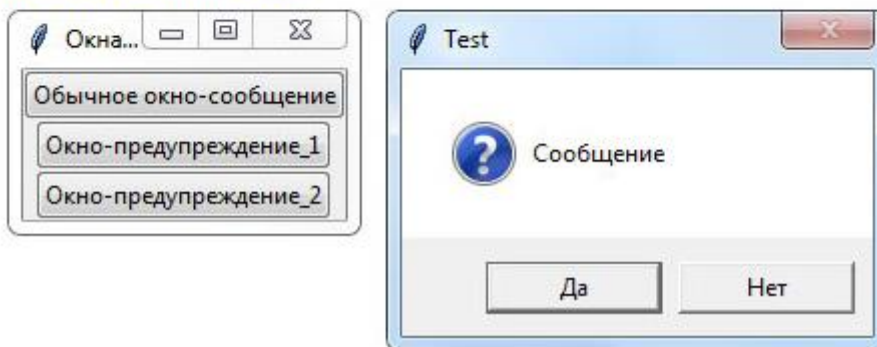 Окна...
Обычное окно-сообщение
Окно-предупреждение_1
Окно-предупреждение_2
Test
Сообщение
Да
Нет